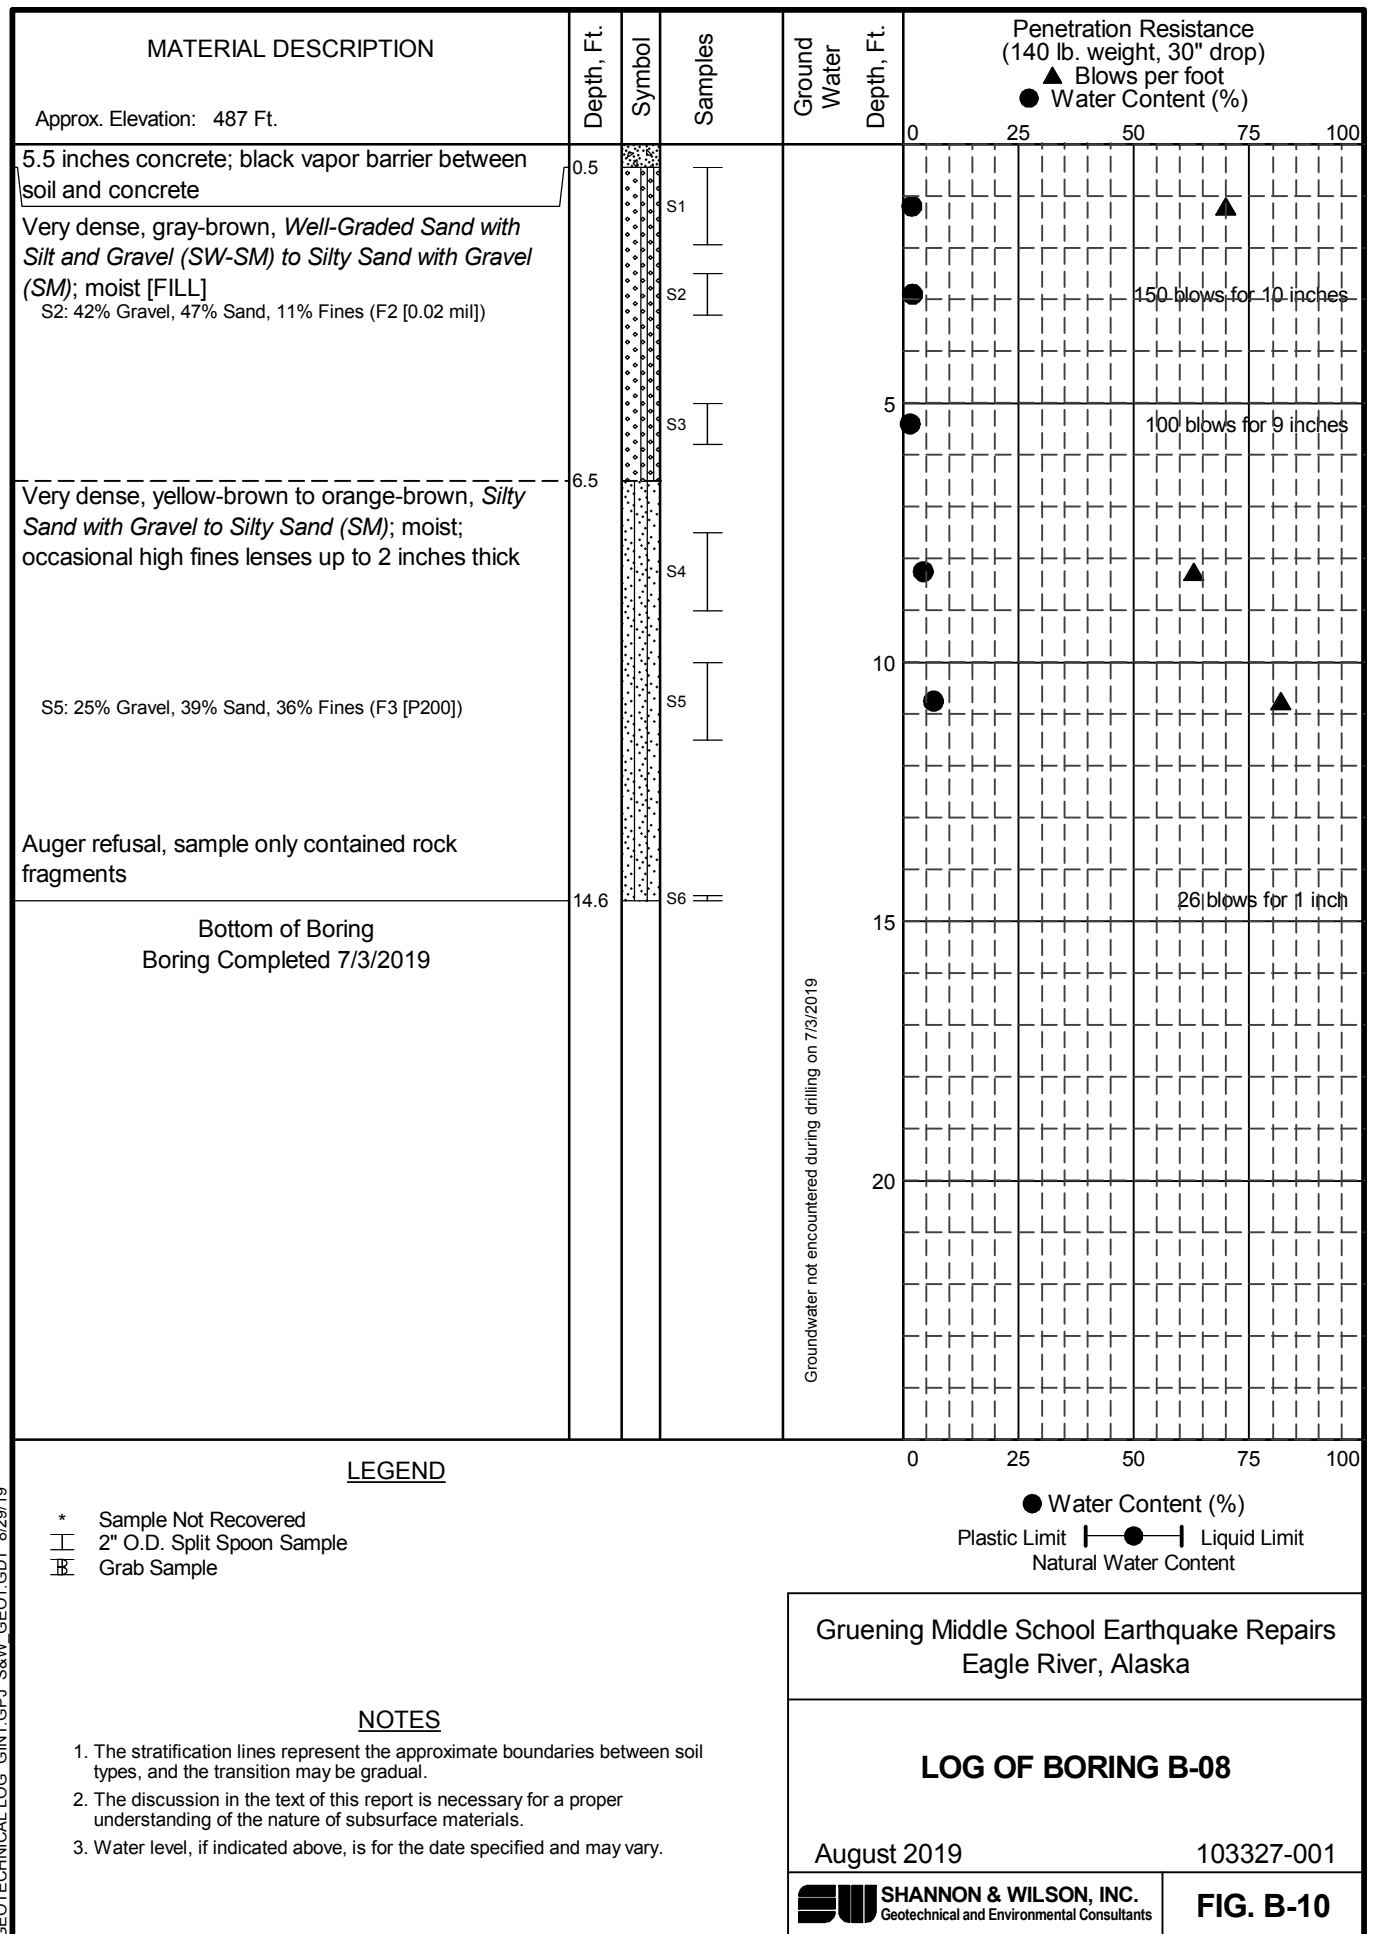 MATERIAL DESCRIPTION
Approx. Elevation: 487 Ft.
Depth, Ft.
Symbol
Samples
Ground
Water
Depth, Ft.
Penetration Resistance
(140 lb. weight, 30" drop)
▲ Blows per foot
● Water Content (%)
0 25 50 75 100
5.5 inches concrete; black vapor barrier between
soil and concrete
0.5
Very dense, gray-brown, Well-Graded Sand with
Silt and Gravel (SW-SM) to Silty Sand with Gravel
(SM); moist [FILL]
S2: 42% Gravel, 47% Sand, 11% Fines (F2 [0.02 mil])
S1
S2
150 blows for 10 inches
5
S3
100 blows for 9 inches
6.5
Very dense, yellow-brown to orange-brown, Silty
Sand with Gravel to Silty Sand (SM); moist;
occasional high fines lenses up to 2 inches thick
S4
10
S5: 25% Gravel, 39% Sand, 36% Fines (F3 [P200])
S5
Auger refusal, sample only contained rock
fragments
14.6
S6
26 blows for 1 inch
15
Bottom of Boring
Boring Completed 7/3/2019
Groundwater not encountered during drilling on 7/3/2019
20
0 25 50 75 100
LEGEND
* Sample Not Recovered
2" O.D. Split Spoon Sample
Grab Sample
● Water Content (%)
Plastic Limit Liquid Limit
Natural Water Content
NOTES
1. The stratification lines represent the approximate boundaries between soil
types, and the transition may be gradual.
2. The discussion in the text of this report is necessary for a proper
understanding of the nature of subsurface materials.
3. Water level, if indicated above, is for the date specified and may vary.
Gruening Middle School Earthquake Repairs
Eagle River, Alaska
LOG OF BORING B-08
August 2019 103327-001
SHANNON & WILSON, INC.
Geotechnical and Environmental Consultants
FIG. B-10
GEOTECHNICAL LOG GINT.GPJ S&W_GEOT.GDT 8/29/19